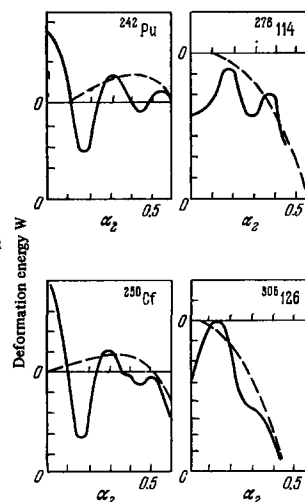 ²⁴²Pu
²⁷⁸114
0
0
0
0.5
0
0.5
α₂
α₂
Deformation energy W
²⁵⁰Cf
³⁰⁶126
0
0
0
0.5
0
0.5
α₂
α₂